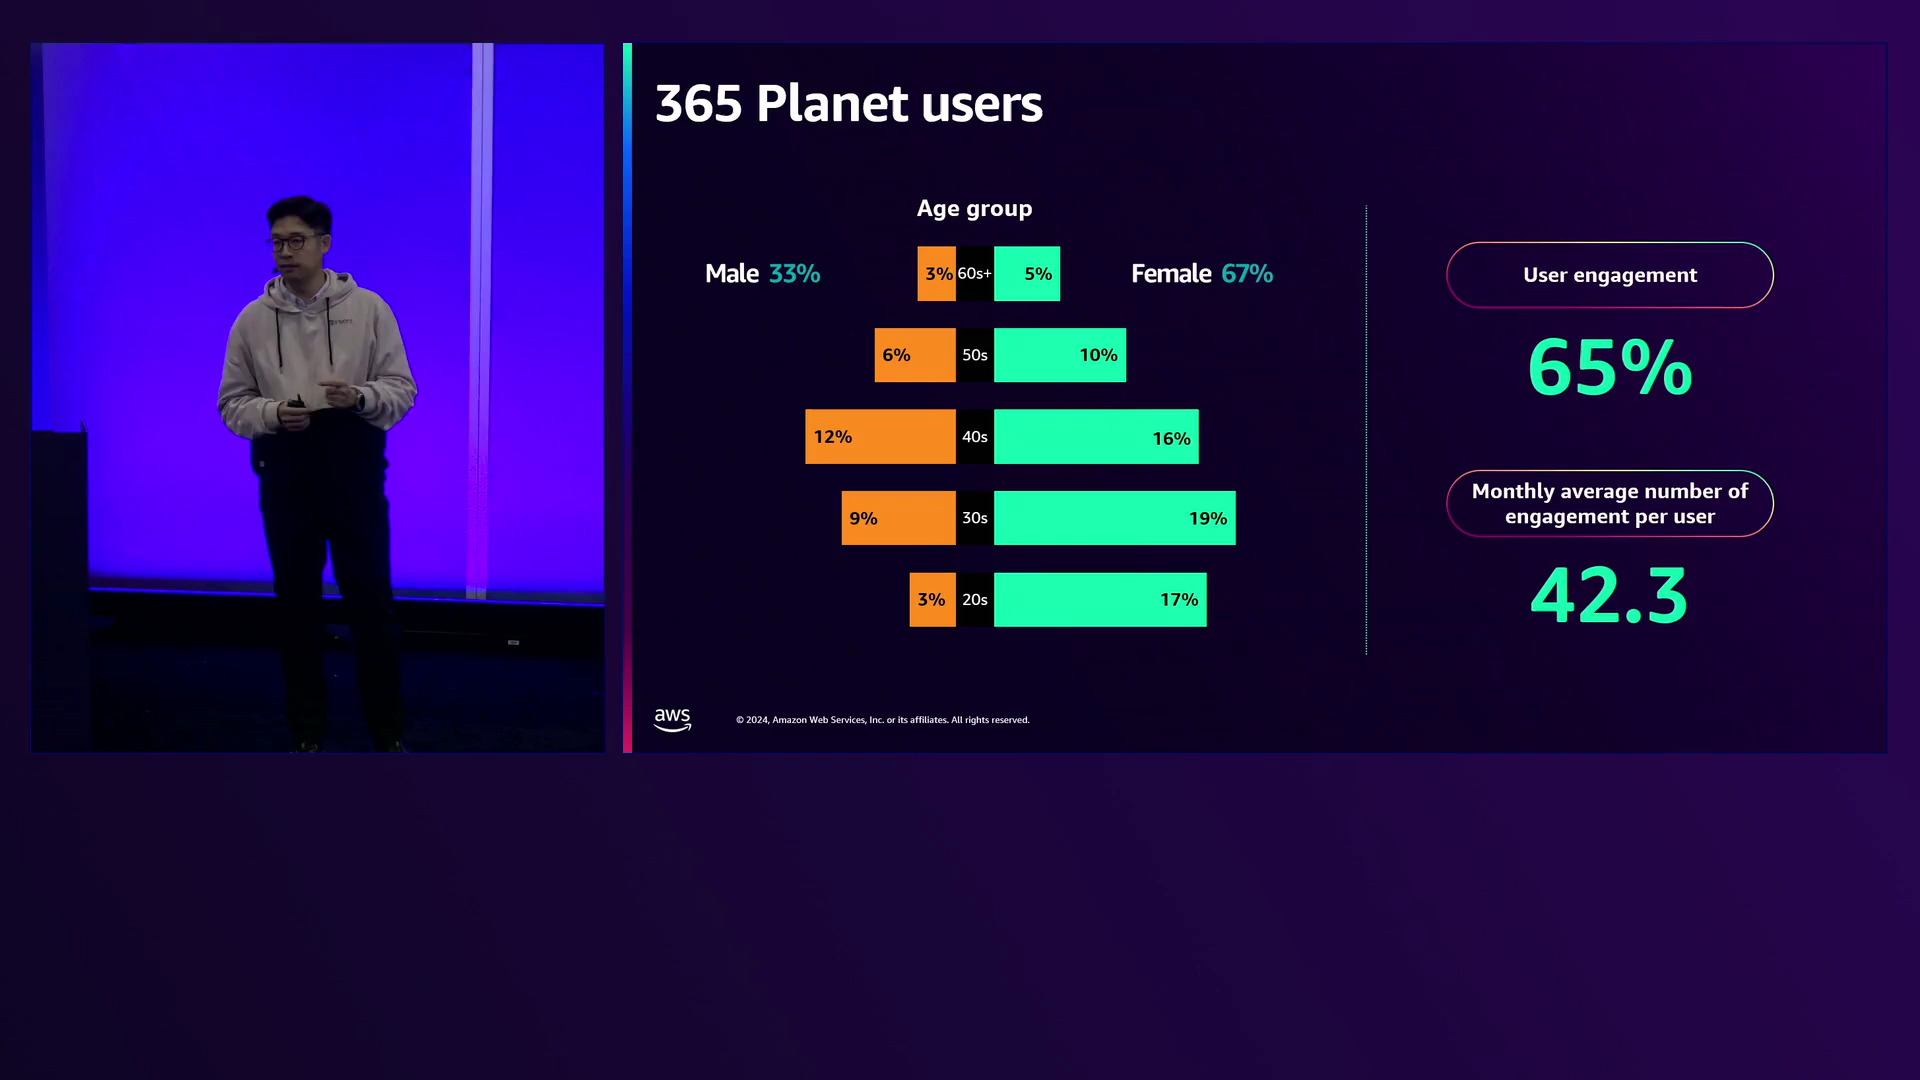 365 Planet users
Age group
Male 33%
3% 60s+ 5%
Female 67%
6% 50s 10%
12% 40s 16%
9% 30s 19%
3% 20s 17%
User engagement
65%
Monthly average number of
engagement per user
42.3
aws
© 2024, Amazon Web Services, Inc. or its affiliates. All rights reserved.